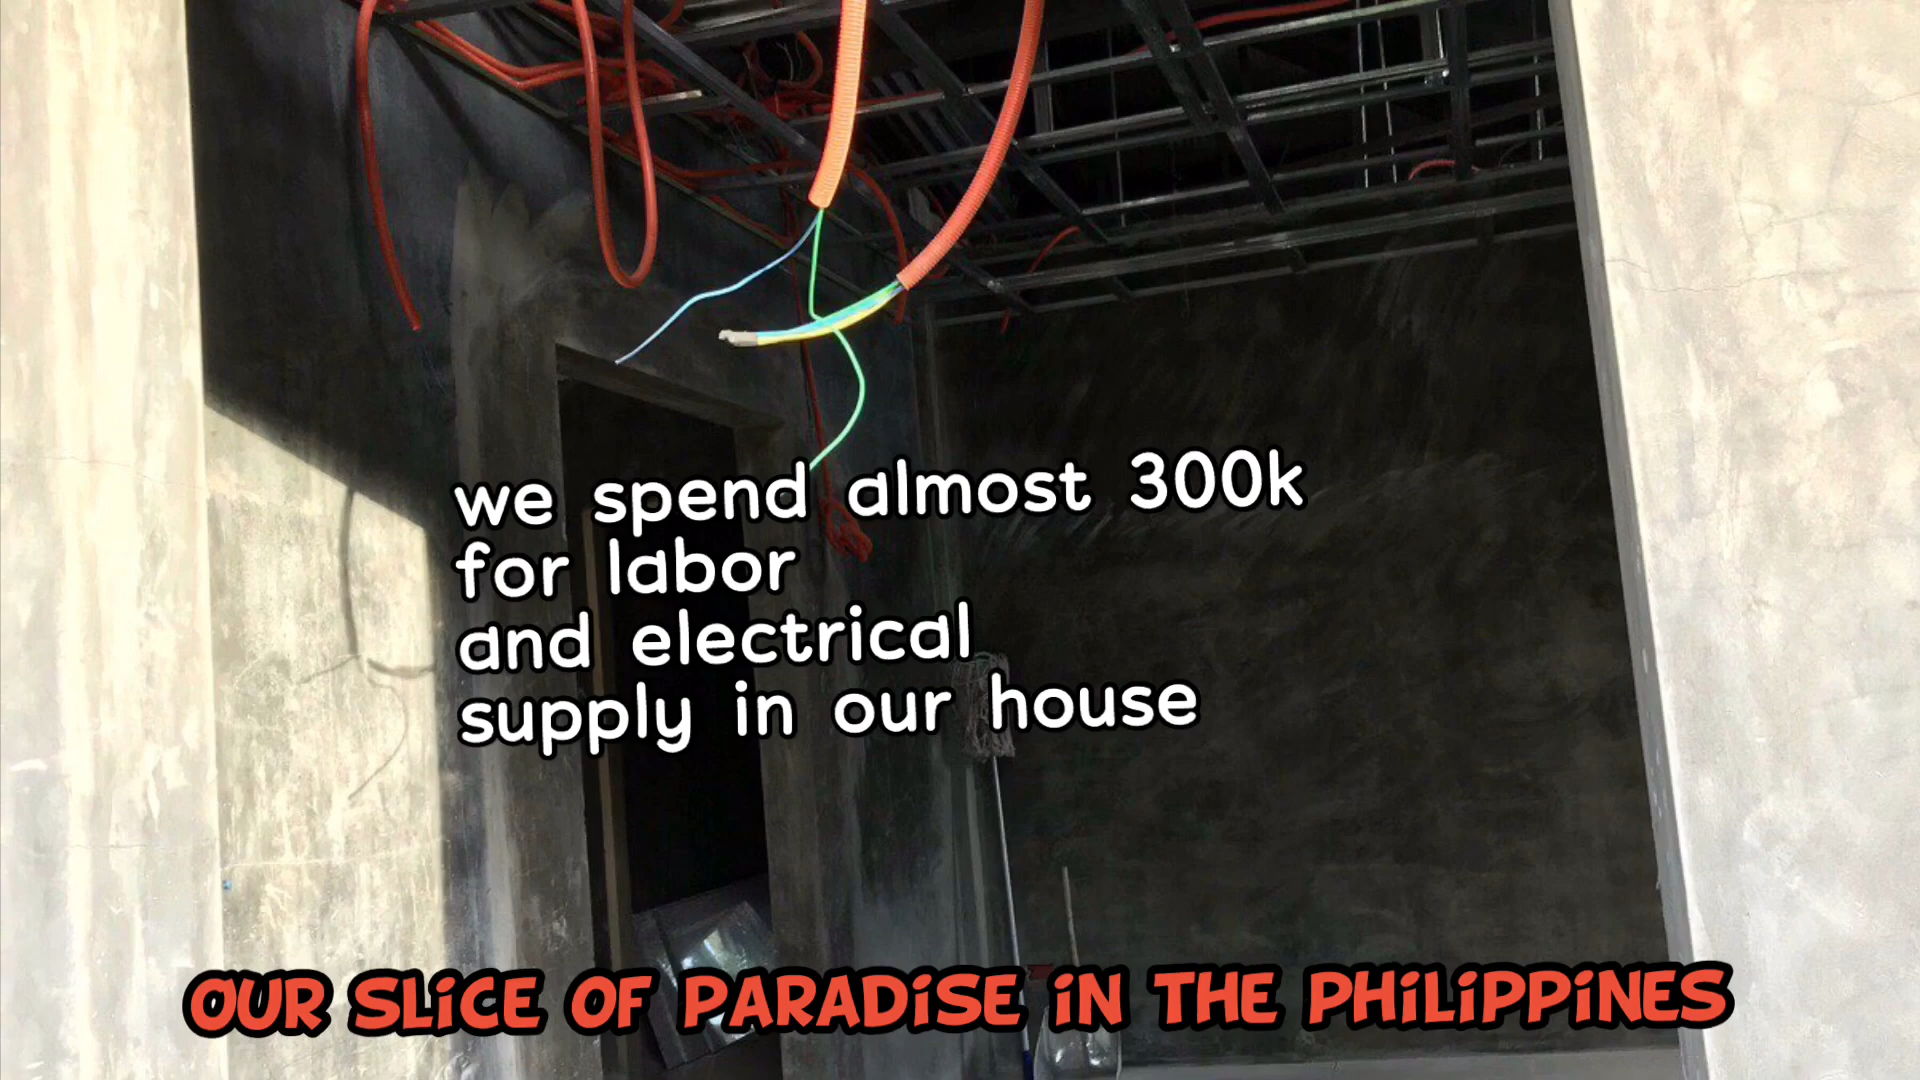 we spend almost 300k
for labor
and electrical
supply in our house
OUR SLiCE OF PARADiSE iN THE PHiLiPPiNES